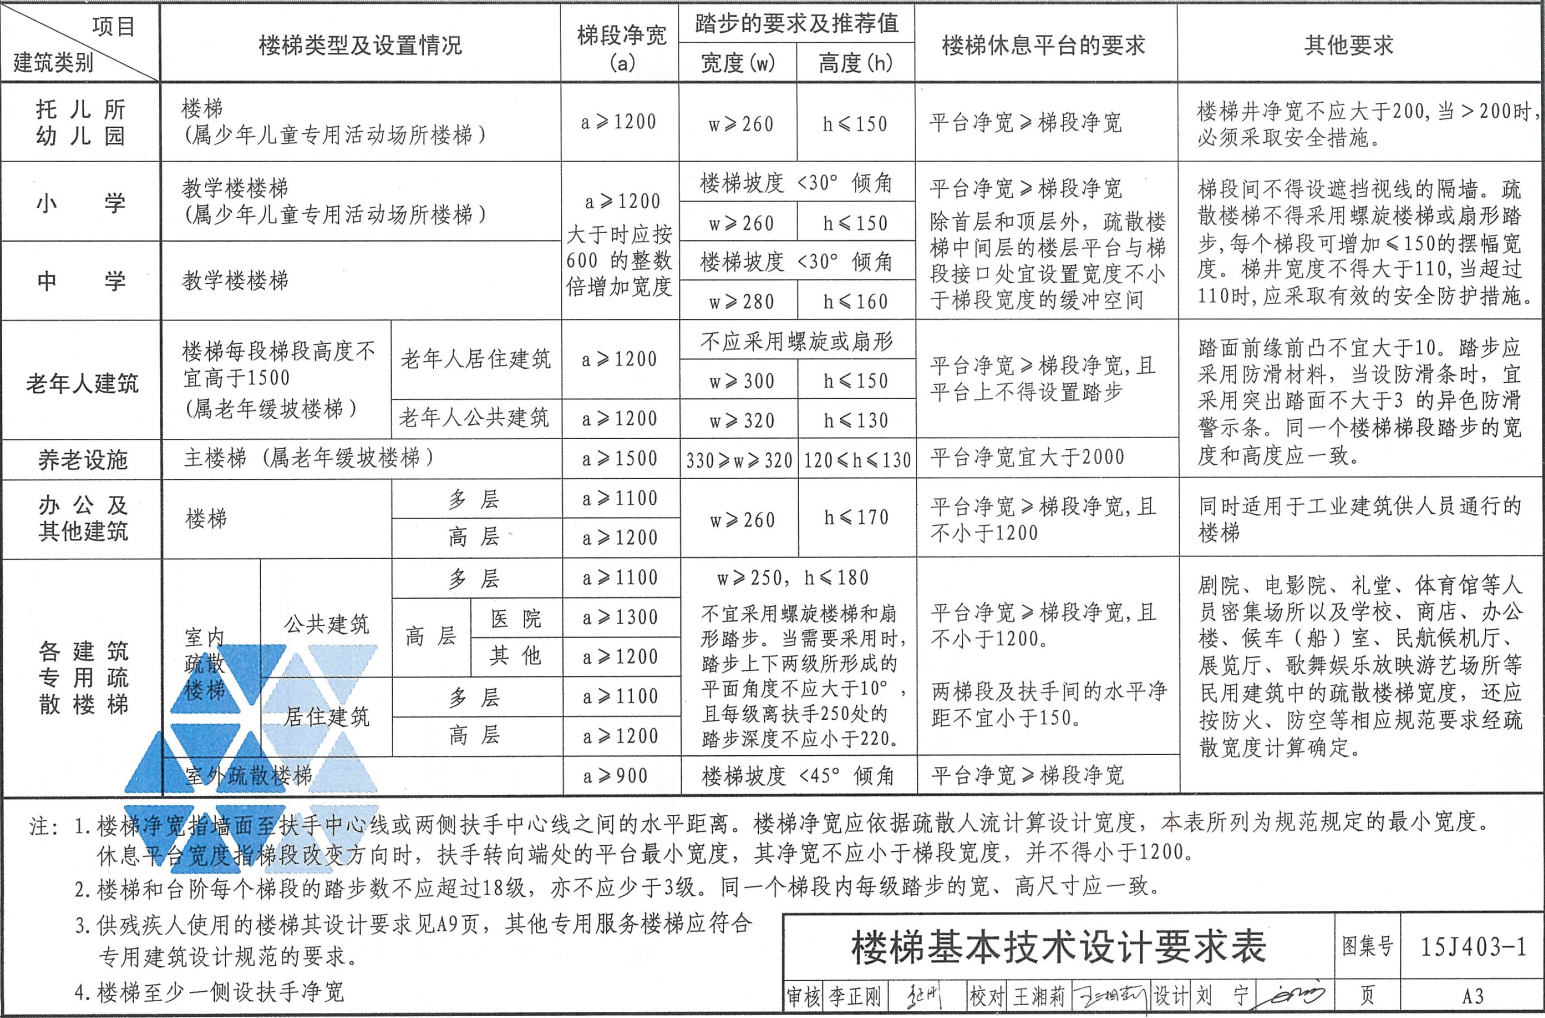 项目
建筑类别
楼梯类型及设置情况
梯段净宽
(a)
踏步的要求及推荐值
宽度(w)
高度(h)
楼梯休息平台的要求
其他要求
托儿所
幼儿园
楼梯
(属少年儿童专用活动场所楼梯)
a⩾1200
w⩾260
h⩽150
平台净宽⩾梯段净宽
楼梯井净宽不应大于200,当>200时,
必须采取安全措施。
小 学
教学楼楼梯
(属少年儿童专用活动场所楼梯)
a⩾1200
大于时应按
600 的整数
倍增加宽度
楼梯坡度 <30° 倾角
w⩾260
h⩽150
平台净宽⩾梯段净宽
除首层和顶层外，疏散楼
梯中间层的楼层平台与梯
段接口处宜设置宽度不小
于梯段宽度的缓冲空间
梯段间不得设遮挡视线的隔墙。疏
散楼梯不得采用螺旋楼梯或扇形踏
步,每个梯段可增加⩽150的摆幅宽
度。梯井宽度不得大于110,当超过
110时,应采取有效的安全防护措施。
中 学
教学楼楼梯
楼梯坡度 <30° 倾角
w⩾280
h⩽160
老年人建筑
楼梯每段梯段高度不
宜高于1500
(属老年缓坡楼梯)
老年人居住建筑
a⩾1200
不应采用螺旋或扇形
w⩾300
h⩽150
老年人公共建筑
a⩾1200
w⩾320
h⩽130
平台净宽⩾梯段净宽,且
平台上不得设置踏步
踏面前缘前凸不宜大于10。踏步应
采用防滑材料，当设防滑条时，宜
采用突出踏面不大于3 的异色防滑
警示条。同一个楼梯梯段踏步的宽
度和高度应一致。
养老设施
主楼梯 (属老年缓坡楼梯)
a⩾1500
330⩾w⩾320
120⩽h⩽130
平台净宽宜大于2000
办公及
其他建筑
楼梯
多 层
a⩾1100
高 层
a⩾1200
w⩾260
h⩽170
平台净宽⩾梯段净宽,且
不小于1200
同时适用于工业建筑供人员通行的
楼梯
各建筑
专用疏
散楼梯
室内
疏散
楼梯
公共建筑
多 层
a⩾1100
高 层
医 院
a⩾1300
其 他
a⩾1200
居住建筑
多 层
a⩾1100
高 层
a⩾1200
w⩾250，h⩽180
不宜采用螺旋楼梯和扇
形踏步。当需要采用时,
踏步上下两级所形成的
平面角度不应大于10°,
且每级离扶手250处的
踏步深度不应小于220。
平台净宽⩾梯段净宽,且
不小于1200。
两梯段及扶手间的水平净
距不宜小于150。
剧院、电影院、礼堂、体育馆等人
员密集场所以及学校、商店、办公
楼、候车（船）室、民航候机厅、
展览厅、歌舞娱乐放映游艺场所等
民用建筑中的疏散楼梯宽度，还应
按防火、防空等相应规范要求经疏
散宽度计算确定。
室外疏散楼梯
a⩾900
楼梯坡度 <45° 倾角
平台净宽⩾梯段净宽
注：1.楼梯净宽指墙面至扶手中心线或两侧扶手中心线之间的水平距离。楼梯净宽应依据疏散人流计算设计宽度，本表所列为规范规定的最小宽度。
休息平台宽度指梯段改变方向时，扶手转向端处的平台最小宽度，其净宽不应小于梯段宽度，并不得小于1200。
2.楼梯和台阶每个梯段的踏步数不应超过18级，亦不应少于3级。同一个梯段内每级踏步的宽、高尺寸应一致。
3.供残疾人使用的楼梯其设计要求见A9页，其他专用服务楼梯应符合
专用建筑设计规范的要求。
4.楼梯至少一侧设扶手净宽
楼梯基本技术设计要求表
图集号
15J403-1
审核 李正刚 校对 王湘莉 王湘莉 设计 刘 宁
页
A3